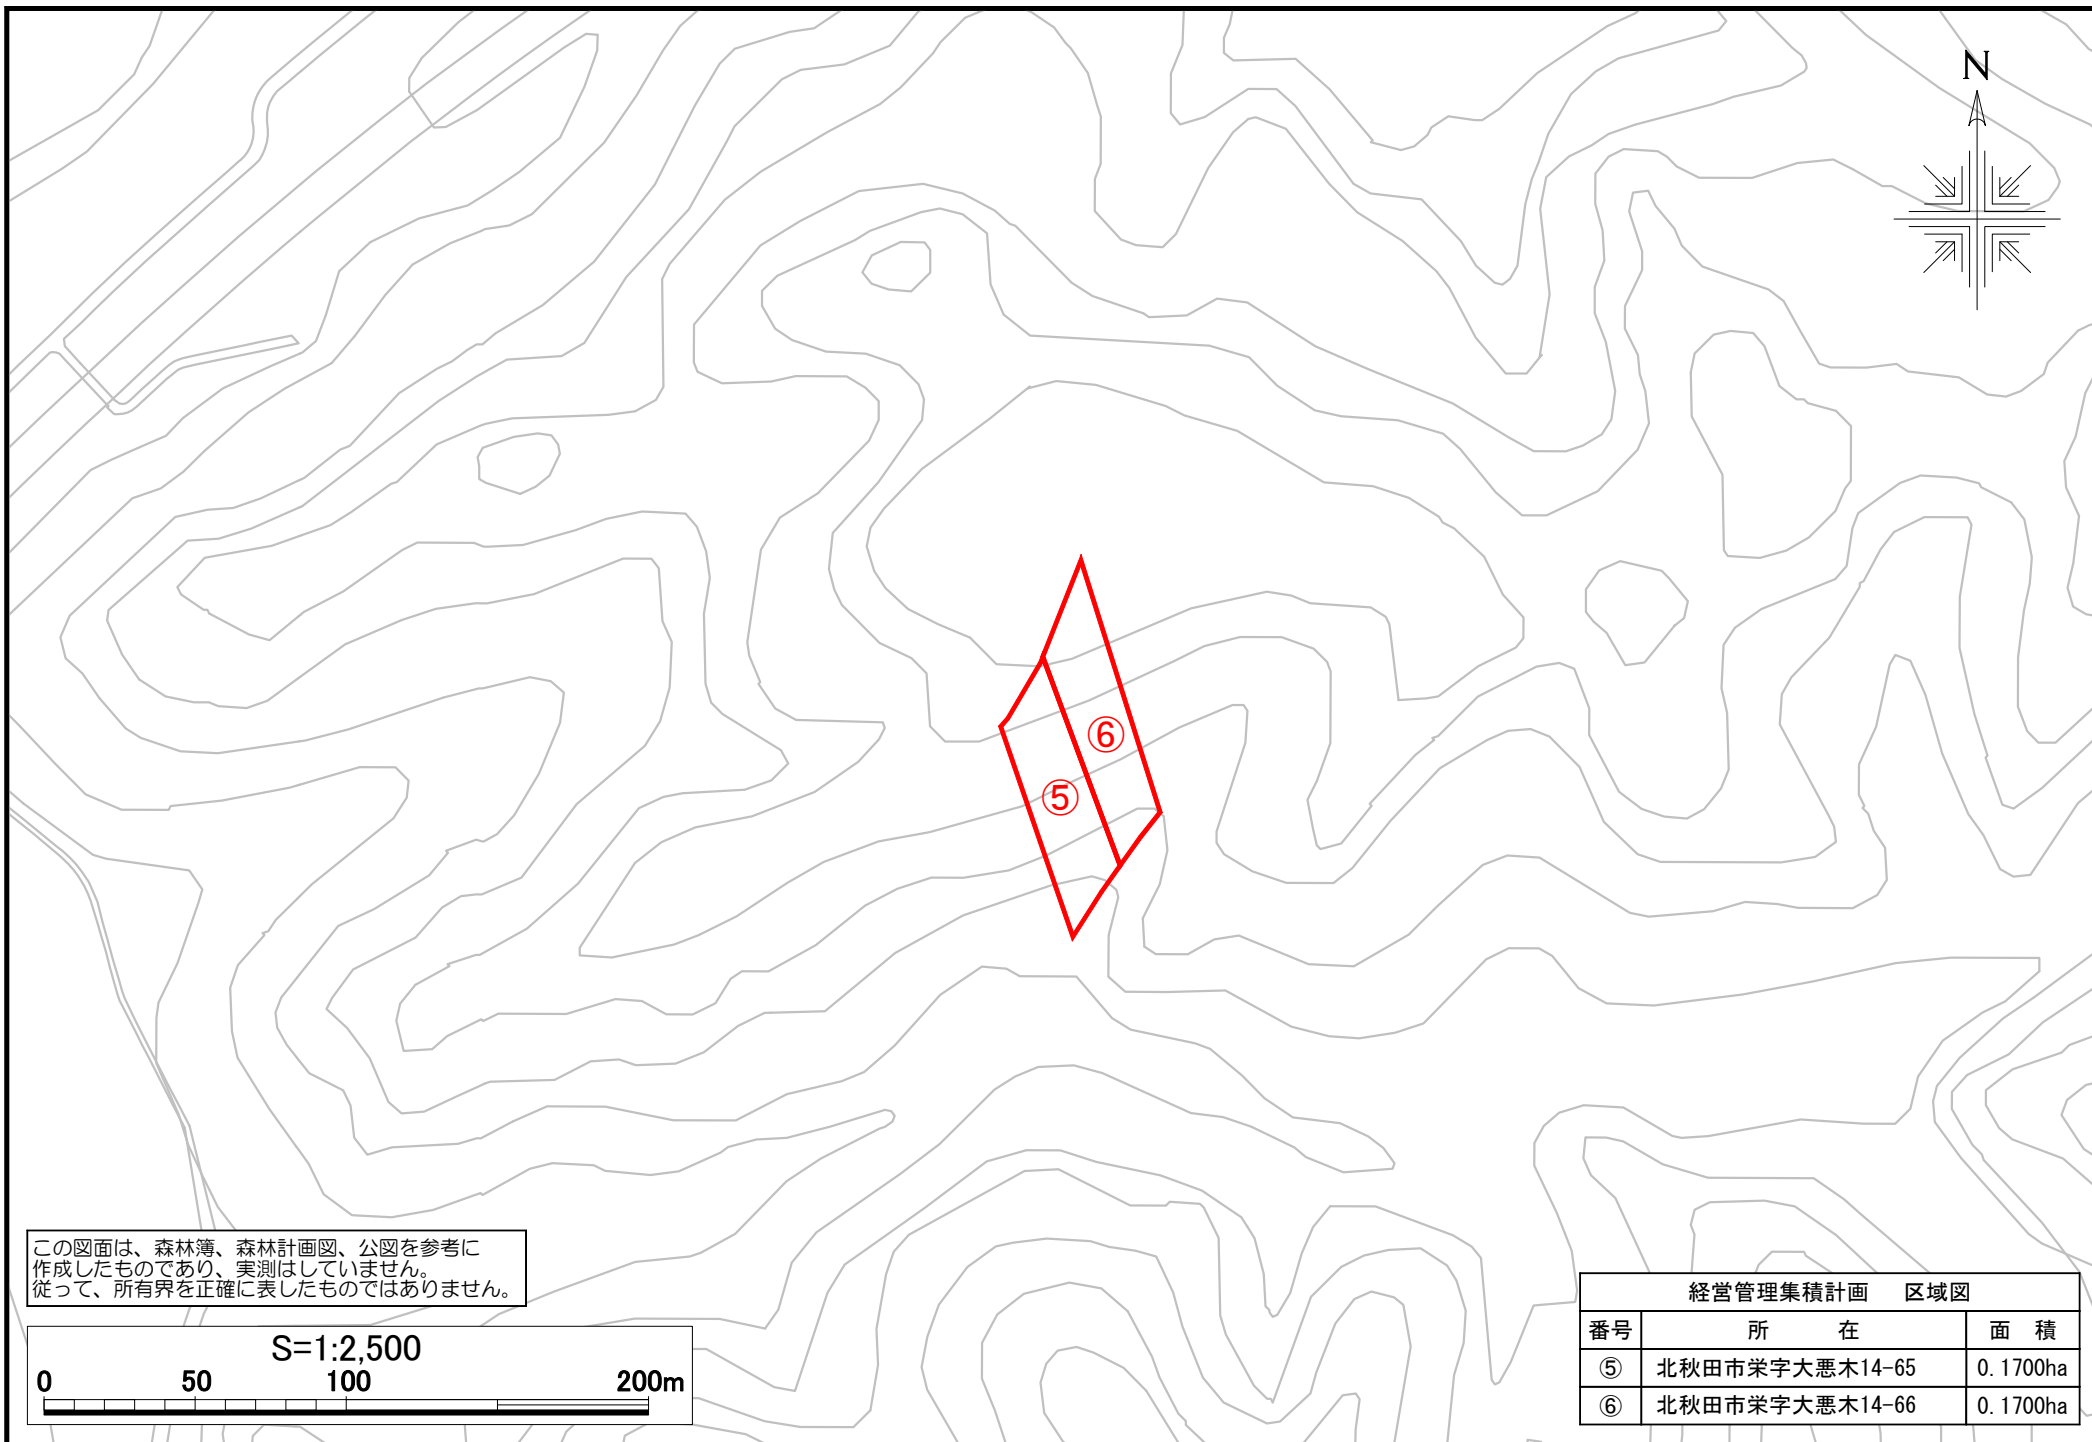 N
⑥
⑤
この図面は、森林簿、森林計画図、公図を参考に
作成したものであり、実測はしていません。
従って、所有界を正確に表したものではありません。
S=1:2,500
0 50 100 200m
経営管理集積計画 区域図
番号 所 在 面 積
⑤ 北秋田市栄字大悪木14-65 0.1700ha
⑥ 北秋田市栄字大悪木14-66 0.1700ha